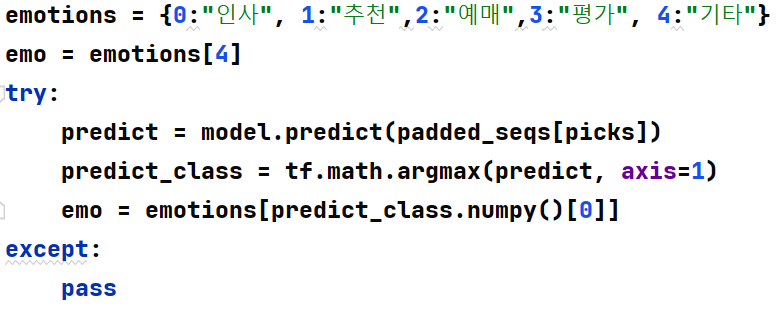 emotions = {0:"인사", 1:"추천",2:"예매",3:"평가", 4:"기타"}
emo = emotions[4]
try:
    predict = model.predict(padded_seqs[picks])
    predict_class = tf.math.argmax(predict, axis=1)
    emo = emotions[predict_class.numpy()[0]]
except:
    pass